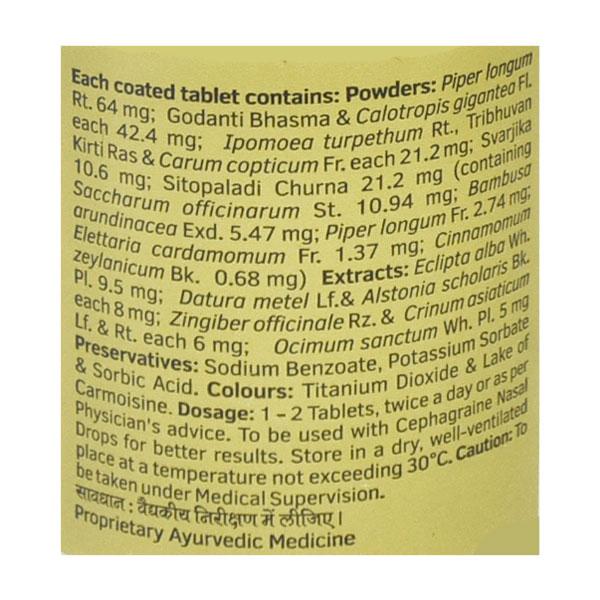 Each coated tablet contains: Powders: Piper longum
Rt. 64 mg; Godanti Bhasma & Calotropis gigantea Fl.
each 42.4 mg; Ipomoea turpethum Rt., Tribhuvan
Kirti Ras & Carum copticum Fr. each 21.2 mg; Svarjika
10.6 mg; Sitopaladi Churna 21.2 mg (containing
Saccharum officinarum St. 10.94 mg; Bambusa
arundinacea Exd. 5.47 mg; Piper longum Fr. 2.74 mg;
Elettaria cardamomum Fr. 1.37 mg; Cinnamomum
zeylanicum Bk. 0.68 mg) Extracts: Eclipta alba Wh.
Pl. 9.5 mg; Datura metel Lf.& Alstonia scholaris Bk.
each 8 mg; Zingiber officinale Rz. & Crinum asiaticum
Lf. & Rt. each 6 mg; Ocimum sanctum Wh. Pl. 5 mg
Preservatives: Sodium Benzoate, Potassium Sorbate
& Sorbic Acid. Colours: Titanium Dioxide & Lake of
Carmoisine. Dosage: 1 – 2 Tablets, twice a day or as per
Physician's advice. To be used with Cephagraine Nasal
Drops for better results. Store in a dry, well-ventilated
place at a temperature not exceeding 30°C. Caution: To
be taken under Medical Supervision.
सावधान : वैद्यकीय निरीक्षण में लीजिए ।
Proprietary Ayurvedic Medicine